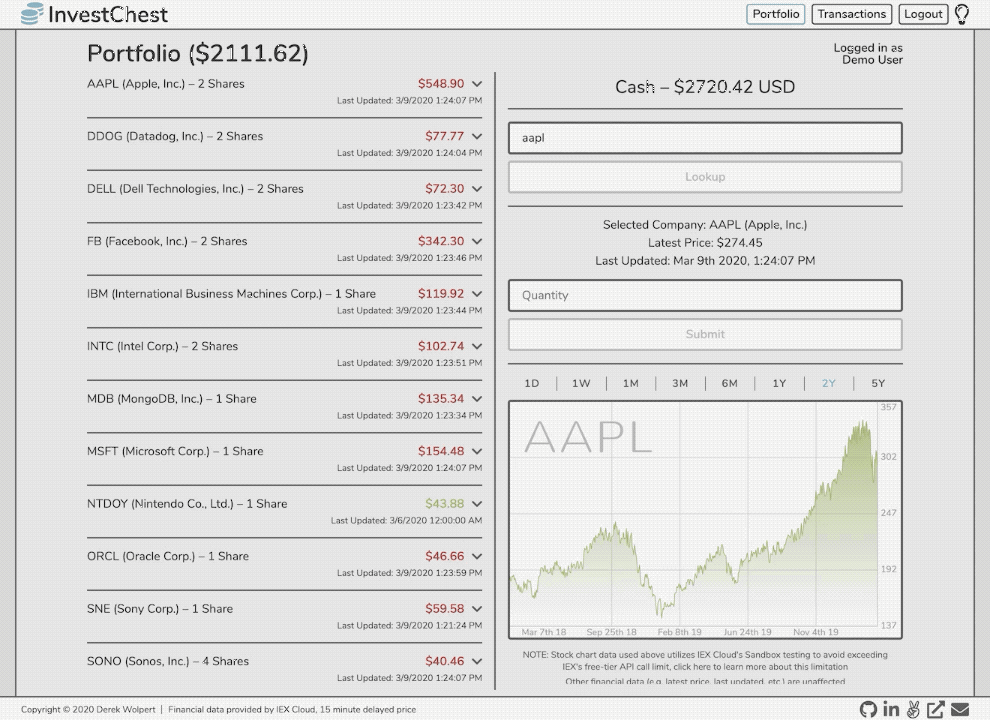 InvestChest
Portfolio
Transactions
Logout
Portfolio ($2111.62)
Logged in as
Demo User
AAPL (Apple, Inc.) – 2 Shares $548.90
Last Updated: 3/9/2020 1:24:07 PM
DDOG (Datadog, Inc.) – 2 Shares $77.77
Last Updated: 3/9/2020 1:24:04 PM
DELL (Dell Technologies, Inc.) – 2 Shares $72.30
Last Updated: 3/9/2020 1:23:42 PM
FB (Facebook, Inc.) – 2 Shares $342.30
Last Updated: 3/9/2020 1:23:46 PM
IBM (International Business Machines Corp.) – 1 Share $119.92
Last Updated: 3/9/2020 1:23:44 PM
INTC (Intel Corp.) – 2 Shares $102.74
Last Updated: 3/9/2020 1:23:51 PM
MDB (MongoDB, Inc.) – 1 Share $135.34
Last Updated: 3/9/2020 1:23:34 PM
MSFT (Microsoft Corp.) – 1 Share $154.48
Last Updated: 3/9/2020 1:24:07 PM
NTDOY (Nintendo Co., Ltd.) – 1 Share $43.88
Last Updated: 3/6/2020 12:00:00 AM
ORCL (Oracle Corp.) – 1 Share $46.66
Last Updated: 3/9/2020 1:23:59 PM
SNE (Sony Corp.) – 1 Share $59.58
Last Updated: 3/9/2020 1:21:24 PM
SONO (Sonos, Inc.) – 4 Shares $40.46
Last Updated: 3/9/2020 1:24:07 PM
Cash – $2720.42 USD
aapl
Lookup
Selected Company: AAPL (Apple, Inc.)
Latest Price: $274.45
Last Updated: Mar 9th 2020, 1:24:07 PM
Quantity
Submit
1D 1W 1M 3M 6M 1Y 2Y 5Y
AAPL
357
302
247
192
137
Mar 7th 18 Sep 25th 18 Feb 8th 19 Jun 24th 19 Nov 4th 19
NOTE: Stock chart data used above utilizes IEX Cloud's Sandbox testing to avoid exceeding
IEX's free-tier API call limit, click here to learn more about this limitation
Other financial data (e.g. latest price, last updated, etc.) are unaffected
Copyright © 2020 Derek Wolpert | Financial data provided by IEX Cloud, 15 minute delayed price